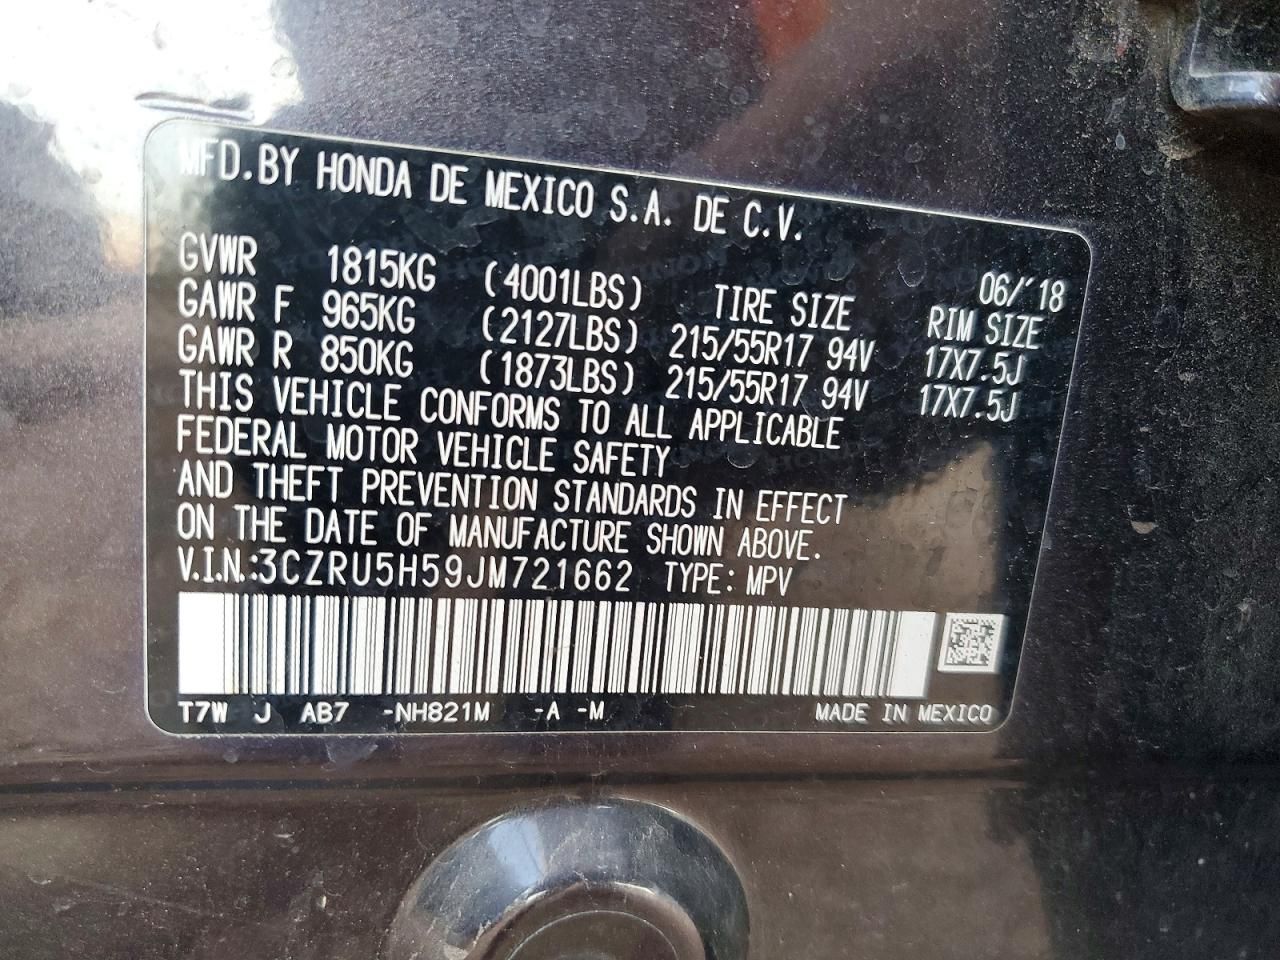 MFD.BY HONDA DE MEXICO S.A. DE C.V.
06/'18
GVWR 1815KG (4001LBS) TIRE SIZE RIM SIZE
GAWR F 965KG (2127LBS) 215/55R17 94V 17X7.5J
GAWR R 850KG (1873LBS) 215/55R17 94V 17X7.5J
THIS VEHICLE CONFORMS TO ALL APPLICABLE
FEDERAL MOTOR VEHICLE SAFETY
AND THEFT PREVENTION STANDARDS IN EFFECT
ON THE DATE OF MANUFACTURE SHOWN ABOVE.
V.I.N.:3CZRU5H59JM721662 TYPE: MPV
T7W J AB7 -NH821M -A -M MADE IN MEXICO